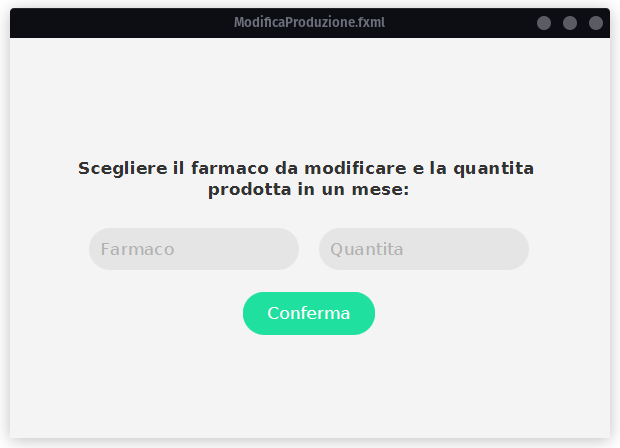 ModificaProduzione.fxml
Scegliere il farmaco da modificare e la quantita
prodotta in un mese:
Farmaco
Quantita
Conferma